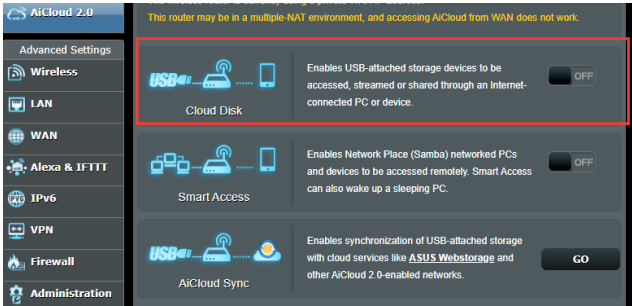 AiCloud 2.0
This router may be in a multiple-NAT environment, and accessing AiCloud from WAN does not work.
Advanced Settings
Wireless
LAN
WAN
Alexa & IFTTT
IPv6
VPN
Firewall
Administration
USB
Cloud Disk
Enables USB-attached storage devices to be
accessed, streamed or shared through an Internet-
connected PC or device.
OFF
Smart Access
Enables Network Place (Samba) networked PCs
and devices to be accessed remotely. Smart Access
can also wake up a sleeping PC.
OFF
USB
AiCloud Sync
Enables synchronization of USB-attached storage
with cloud services like ASUS Webstorage and
other AiCloud 2.0-enabled networks.
GO